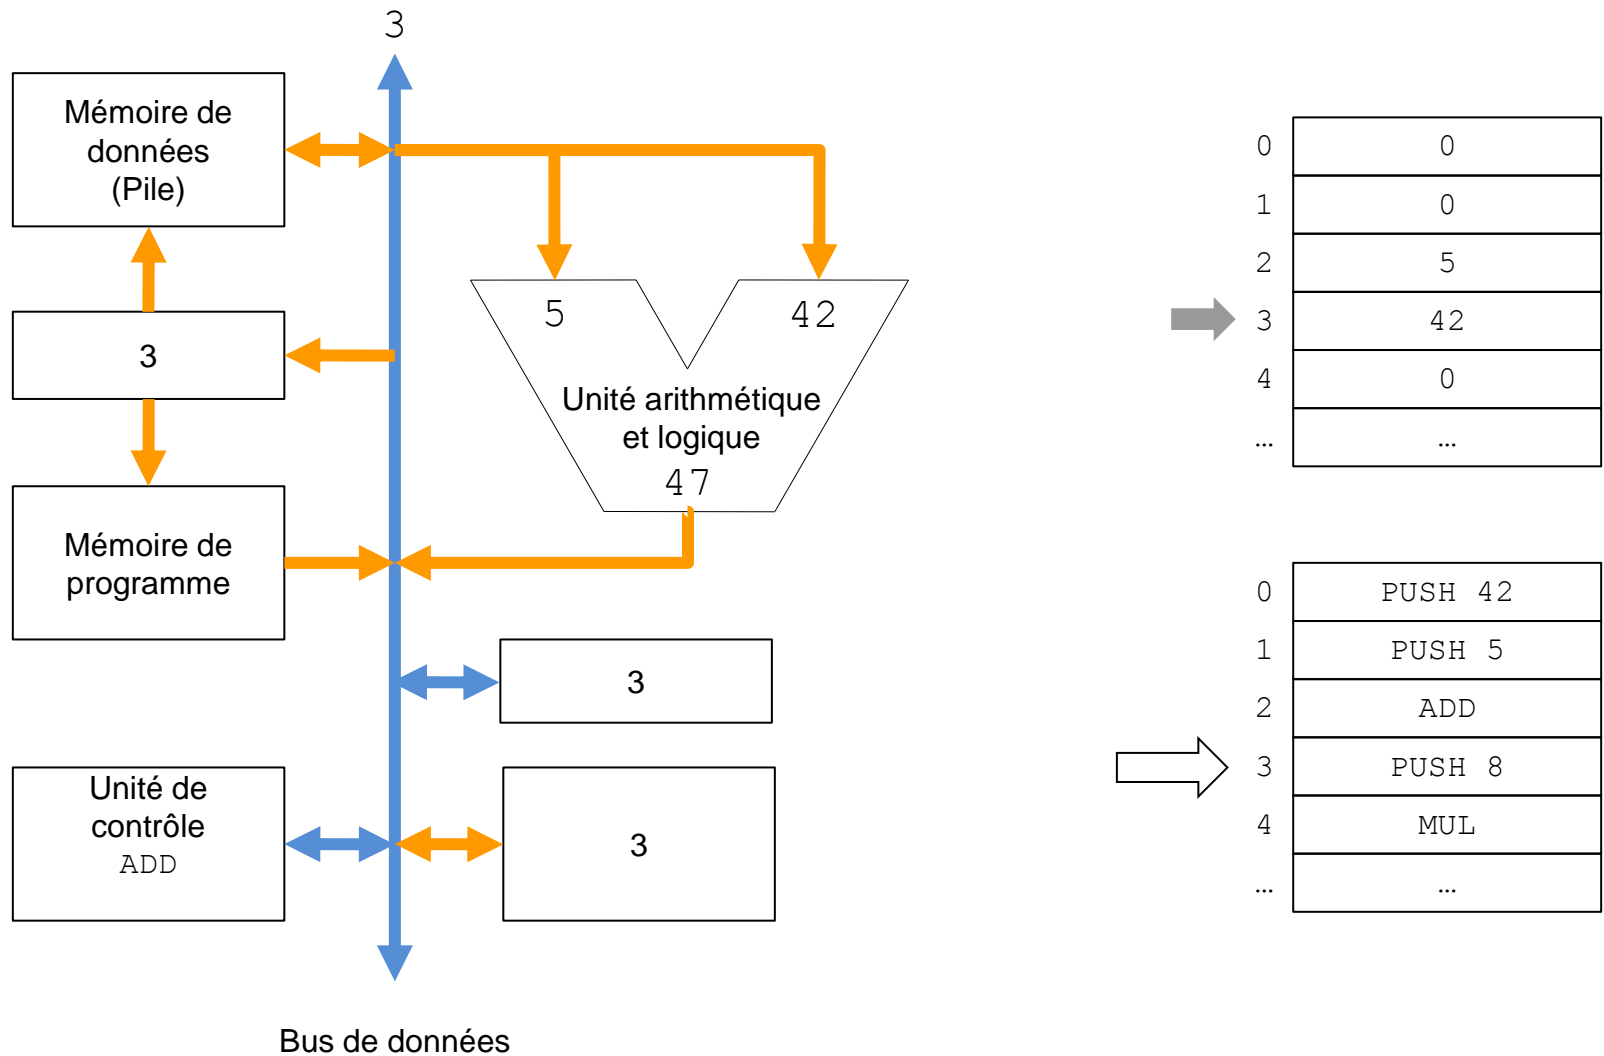 3
Mémoire de
données
(Pile)
3
Mémoire de
programme
Unité de
contrôle
ADD
5
42
Unité arithmétique
et logique
47
3
3
Bus de données
0 0
1 0
2 5
3 42
4 0
... ...
0 PUSH 42
1 PUSH 5
2 ADD
3 PUSH 8
4 MUL
... ...